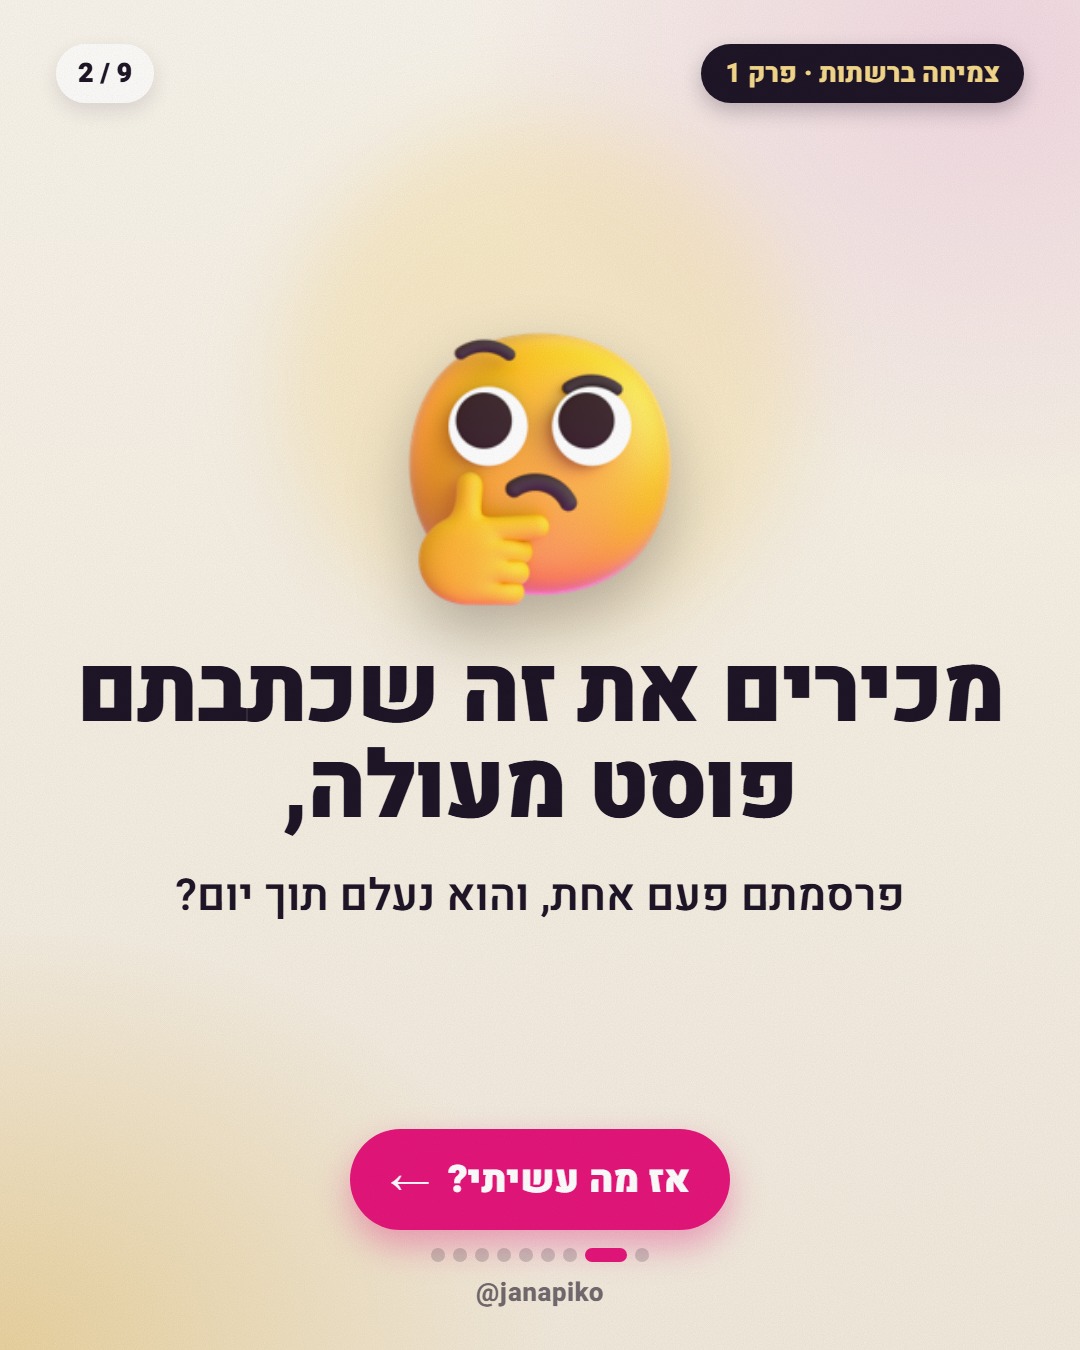 צמיחה ברשתות · פרק 1
2 / 9
מכירים את זה שכתבתם
פוסט מעולה,
פרסמתם פעם אחת, והוא נעלם תוך יום?
אז מה עשיתי? ←
@janapiko